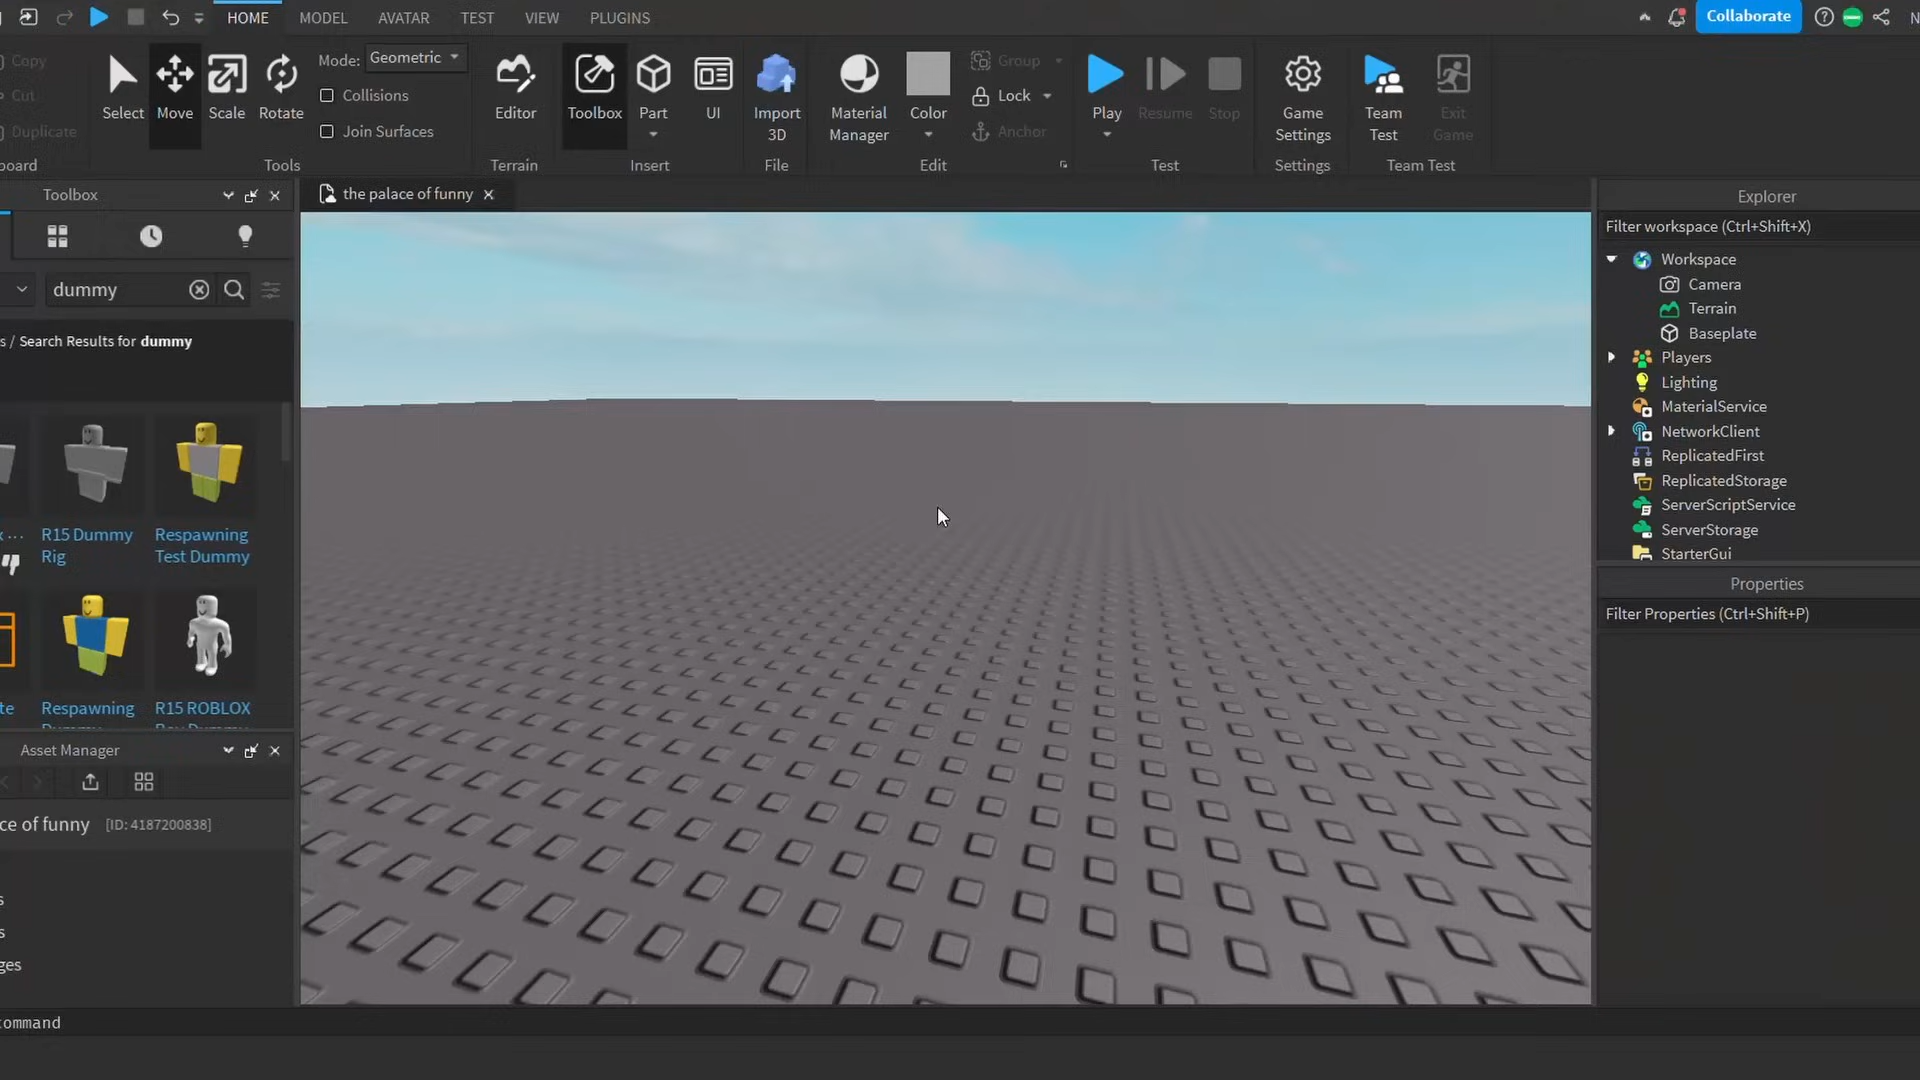 HOME MODEL AVATAR TEST VIEW PLUGINS
Collaborate
Copy
Cut
Duplicate
Select Move Scale Rotate
Mode: Geometric
Collisions
Join Surfaces
Tools
Editor
Terrain
Toolbox Part UI
Insert
Import
3D
File
Material
Manager
Color
Group
Lock
Anchor
Edit
Play Resume Stop
Test
Game
Settings
Settings
Team
Test
Exit
Game
Team Test
Toolbox
dummy
s / Search Results for dummy
R15 Dummy
Rig
Respawning
Test Dummy
Respawning
R15 ROBLOX
Asset Manager
ce of funny [ID: 4187200838]
the palace of funny
Explorer
Filter workspace (Ctrl+Shift+X)
Workspace
Camera
Terrain
Baseplate
Players
Lighting
MaterialService
NetworkClient
ReplicatedFirst
ReplicatedStorage
ServerScriptService
ServerStorage
StarterGui
Properties
Filter Properties (Ctrl+Shift+P)
command